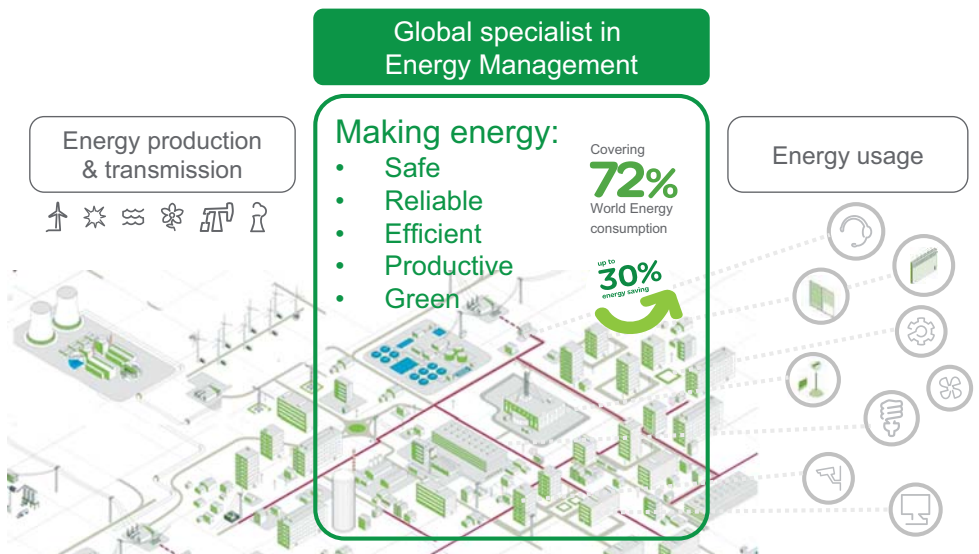 Global specialist in
Energy Management
Energy production
& transmission
Making energy:
• Safe
• Reliable
• Efficient
• Productive
• Green
Covering
72%
World Energy
consumption
up to
30%
energy saving
Energy usage